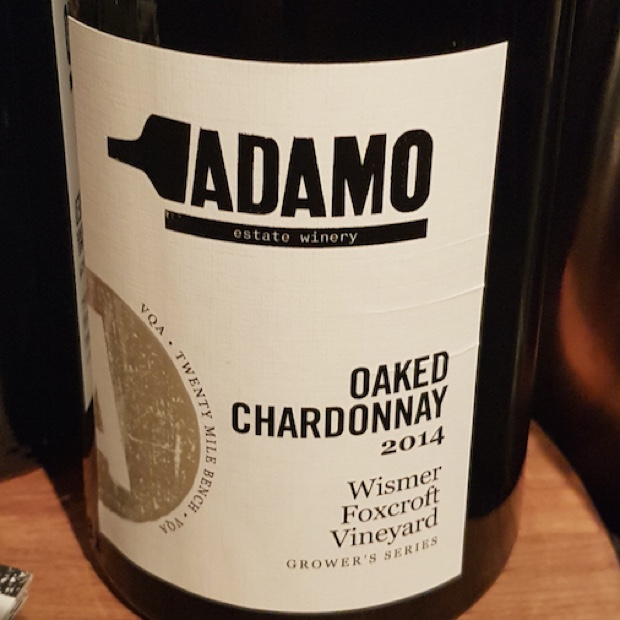 ADAMO
estate winery
VQA • TWENTY MILE BENCH • VQA
OAKED
CHARDONNAY
2014
Wismer
Foxcroft
Vineyard
GROWER'S SERIES